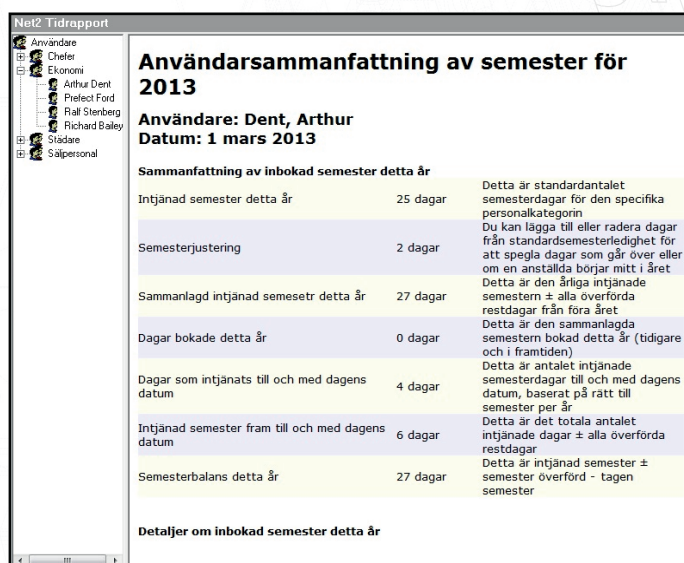 Net2 Tidrapport
Användare
Chefer
Ekonomi
Arthur Dent
Prefect Ford
Ralf Stenberg
Richard Bailey
Städare
Säljpersonal
Användarsammanfattning av semester för
2013
Användare: Dent, Arthur
Datum: 1 mars 2013
Sammanfattning av inbokad semester detta år
Intjänad semester detta år 25 dagar
Detta är standardantalet
semesterdagar för den specifika
personalkategorin
Semesterjustering 2 dagar
Du kan lägga till eller radera dagar
från standardsemesterledighet för
att spegla dagar som går över eller
om en anställda börjar mitt i året
Sammanlagd intjänad semesetr detta år 27 dagar
Detta är den årliga intjänade
semestern ± alla överförda
restdagar från föra året
Dagar bokade detta år 0 dagar
Detta är den sammanlagda
semestern bokad detta år (tidigare
och i framtiden)
Dagar som intjänats till och med dagens
datum
4 dagar
Detta är antalet intjänade
semesterdagar till och med dagens
datum, baserat på rätt till
semester per år
Intjänad semester fram till och med dagens
datum
6 dagar
Detta är det totala antalet
intjänade dagar ± alla överförda
restdagar
Semesterbalans detta år 27 dagar
Detta är intjänad semester ±
semester överförd - tagen
semester
Detaljer om inbokad semester detta år